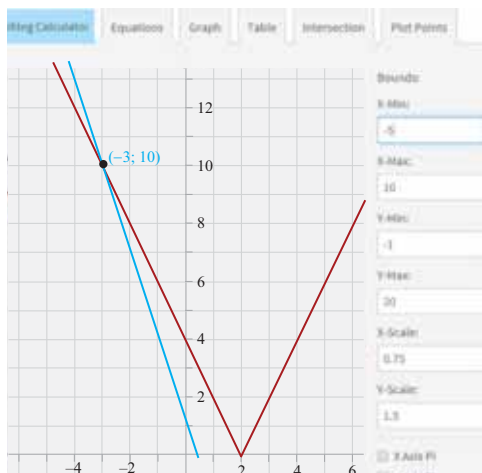 Equations Graph Table Intersection Plot Points
Bounds:
X-Min:
-5
X-Max:
10
Y-Min:
-1
Y-Max:
20
X-Scale:
0.75
Y-Scale:
1.5
X Axis Pi
12
(−3; 10)
10
8
6
4
2
−4 −2 2 4 6